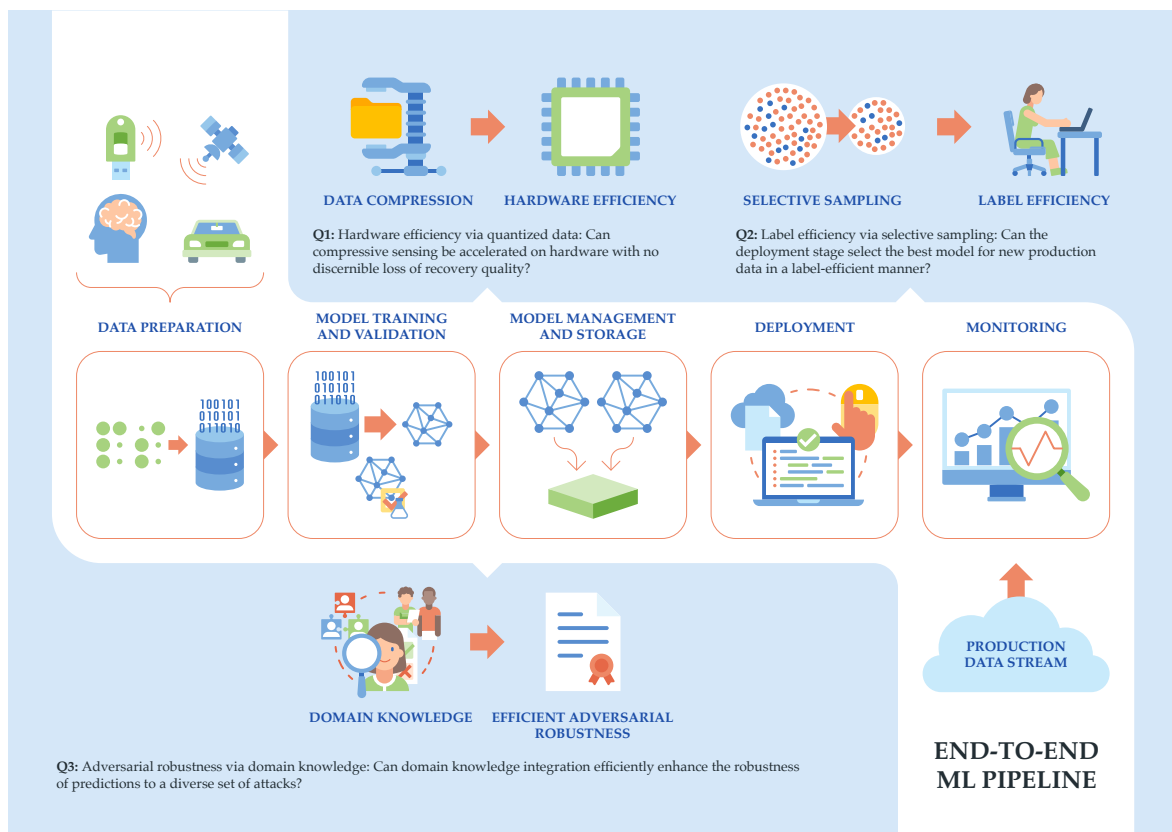 DATA COMPRESSION
HARDWARE EFFICIENCY
SELECTIVE SAMPLING
LABEL EFFICIENCY
Q1: Hardware efficiency via quantized data: Can
compressive sensing be accelerated on hardware with no
discernible loss of recovery quality?
Q2: Label efficiency via selective sampling: Can the
deployment stage select the best model for new production
data in a label-efficient manner?
DATA PREPARATION
MODEL TRAINING
AND VALIDATION
MODEL MANAGEMENT
AND STORAGE
DEPLOYMENT
MONITORING
100101
010101
011010
100101
010101
011010
PRODUCTION
DATA STREAM
DOMAIN KNOWLEDGE
EFFICIENT ADVERSARIAL
ROBUSTNESS
Q3: Adversarial robustness via domain knowledge: Can domain knowledge integration efficiently enhance the robustness
of predictions to a diverse set of attacks?
END-TO-END
ML PIPELINE